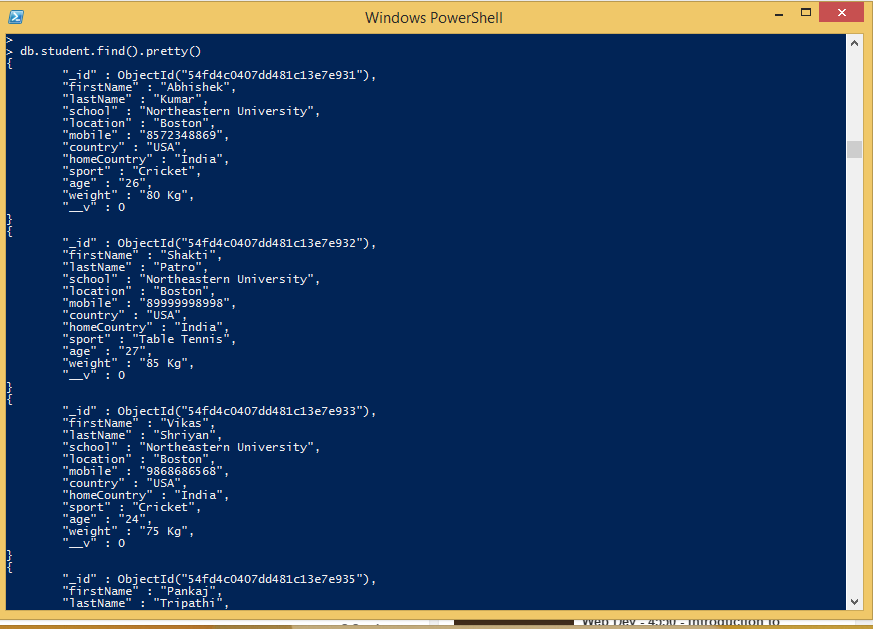 Windows PowerShell
>
> db.student.find().pretty()
{
"_id" : ObjectId("54fd4c0407dd481c13e7e931"),
"firstName" : "Abhishek",
"lastName" : "Kumar",
"school" : "Northeastern University",
"location" : "Boston",
"mobile" : "8572348869",
"country" : "USA",
"homeCountry" : "India",
"sport" : "Cricket",
"age" : "26",
"weight" : "80 Kg",
"__v" : 0
}
{
"_id" : ObjectId("54fd4c0407dd481c13e7e932"),
"firstName" : "Shakti",
"lastName" : "Patro",
"school" : "Northeastern University",
"location" : "Boston",
"mobile" : "89999998998",
"country" : "USA",
"homeCountry" : "India",
"sport" : "Table Tennis",
"age" : "27",
"weight" : "85 Kg",
"__v" : 0
}
{
"_id" : ObjectId("54fd4c0407dd481c13e7e933"),
"firstName" : "Vikas",
"lastName" : "Shriyan",
"school" : "Northeastern University",
"location" : "Boston",
"mobile" : "9868686568",
"country" : "USA",
"homeCountry" : "India",
"sport" : "Cricket",
"age" : "24",
"weight" : "75 Kg",
"__v" : 0
}
{
"_id" : ObjectId("54fd4c0407dd481c13e7e935"),
"firstName" : "Pankaj",
"lastName" : "Tripathi",
Web Dev - 4550 - Introduction to